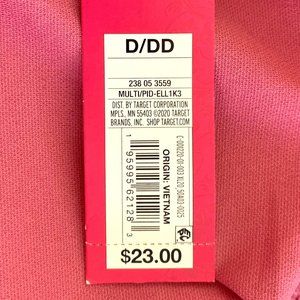 D/DD
238 05 3559
MULTI/PID-ELL1K3
DIST. BY TARGET CORPORATION
MPLS., MN 55403 ©2020 TARGET
BRANDS, INC. SHOP TARGET.COM
ORIGIN: VIETNAM
1 95995 62128 3
$23.00